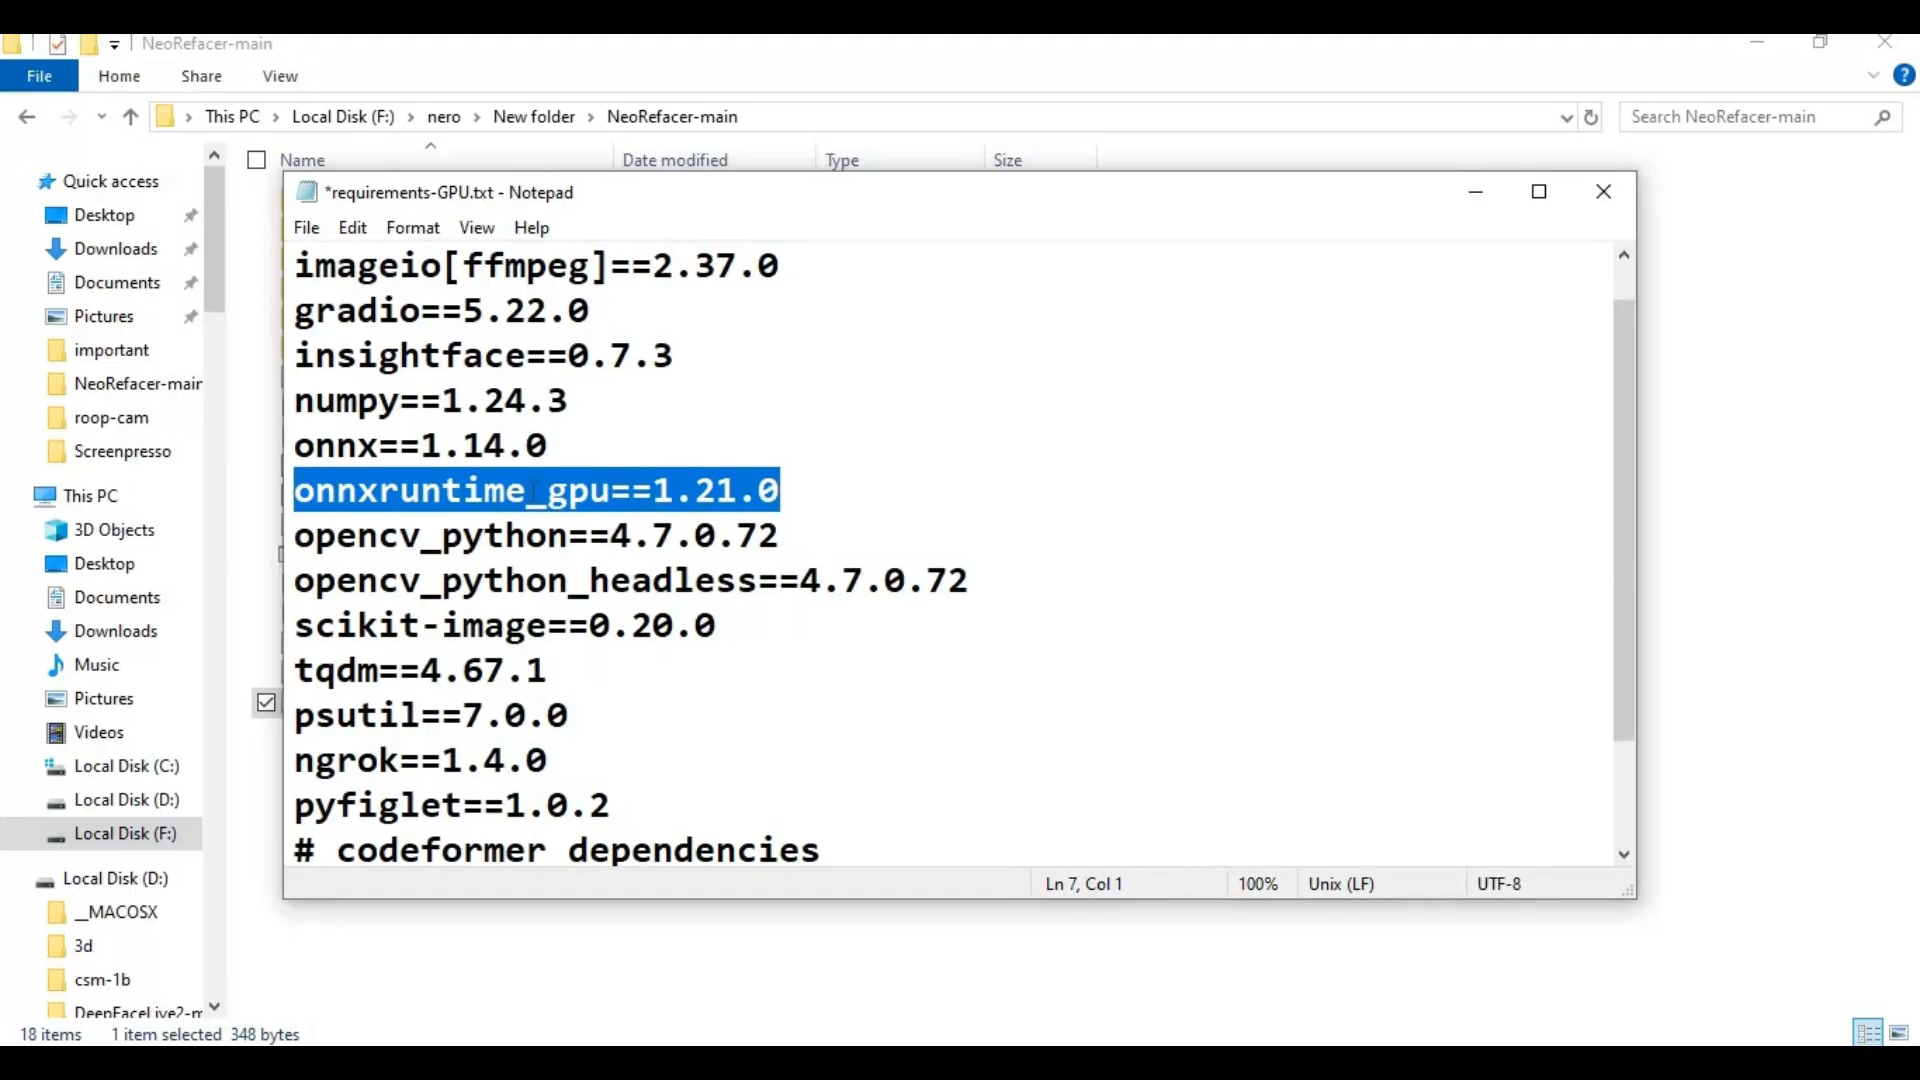 NeoRefacer-main
File Home Share View
This PC Local Disk (F:) nero New folder NeoRefacer-main
Search NeoRefacer-main
Name Date modified Type Size
Quick access
Desktop
Downloads
Documents
Pictures
important
NeoRefacer-main
roop-cam
Screenpresso
This PC
3D Objects
Desktop
Documents
Downloads
Music
Pictures
Videos
Local Disk (C:)
Local Disk (D:)
Local Disk (F:)
Local Disk (D:)
__MACOSX
3d
csm-1b
DeepFaceLive2-m
18 items 1 item selected 348 bytes
*requirements-GPU.txt - Notepad
File Edit Format View Help
imageio[ffmpeg]==2.37.0
gradio==5.22.0
insightface==0.7.3
numpy==1.24.3
onnx==1.14.0
onnxruntime_gpu==1.21.0
opencv_python==4.7.0.72
opencv_python_headless==4.7.0.72
scikit-image==0.20.0
tqdm==4.67.1
psutil==7.0.0
ngrok==1.4.0
pyfiglet==1.0.2
# codeformer dependencies
Ln 7, Col 1 100% Unix (LF) UTF-8